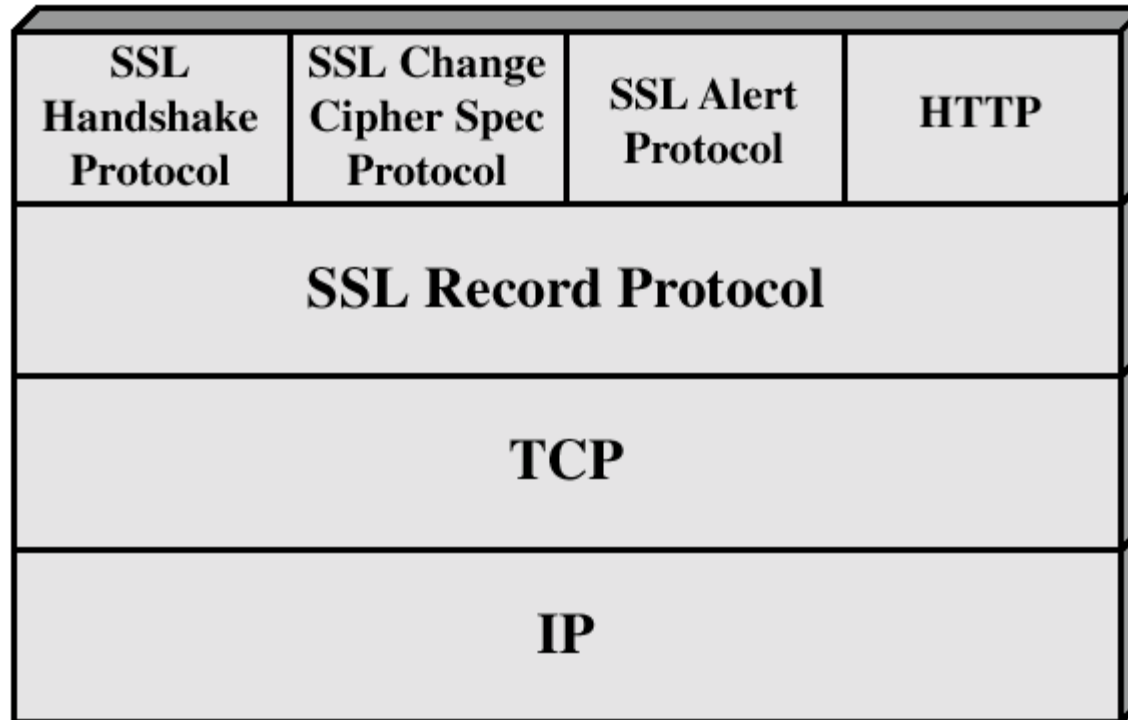 SSL
Handshake
Protocol
SSL Change
Cipher Spec
Protocol
SSL Alert
Protocol
HTTP
SSL Record Protocol
TCP
IP